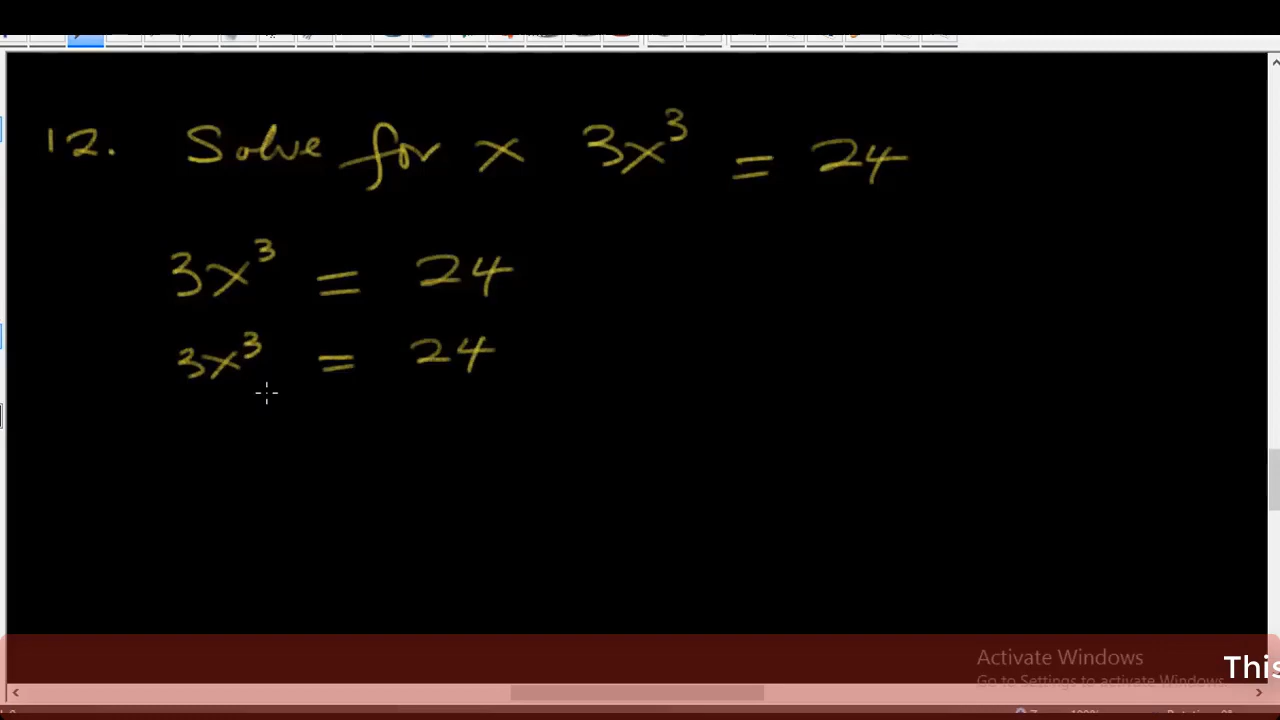 12. Solve for x 3x³ = 24
3x³ = 24
3x³ = 24
Activate Windows
Go to Settings to activate Windows.
This